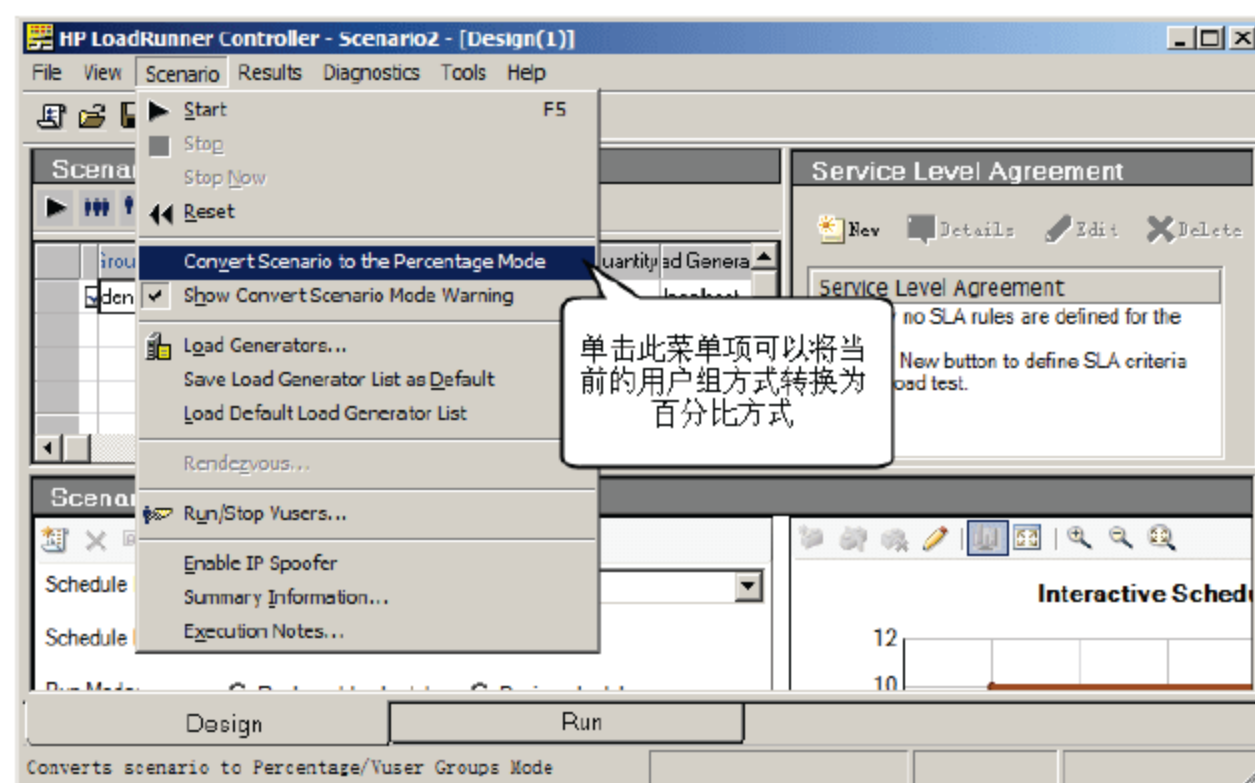 HP LoadRunner Controller - Scenario2 - [Design(1)]
File View Scenario Results Diagnostics Tools Help
Start F5
Stop
Stop Now
Reset
Convert Scenario to the Percentage Mode
Show Convert Scenario Mode Warning
Load Generators...
Save Load Generator List as Default
Load Default Load Generator List
Rendezvous...
Run/Stop Vusers...
Enable IP Spoofer
Summary Information...
Execution Notes...
单击此菜单项可以将当
前的用户组方式转换为
百分比方式
Service Level Agreement
New Details Edit Delete
Service Level Agreement
no SLA rules are defined for the
New button to define SLA criteria
test.
Schedule
Schedule
Interactive
12
10
Design Run
Converts scenario to Percentage/Vuser Groups Mode